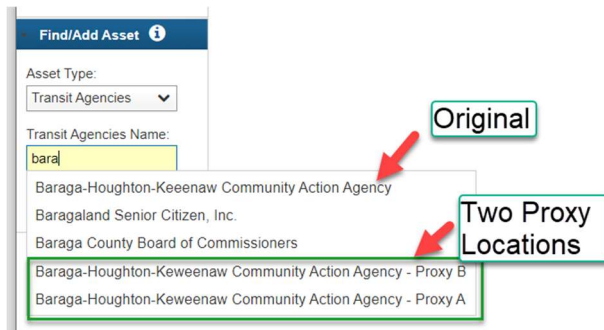 Find/Add Asset i
Asset Type:
Transit Agencies
Original
Transit Agencies Name:
bara
Baraga-Houghton-Keeenaw Community Action Agency
Baragaland Senior Citizen, Inc.
Two Proxy
Locations
Baraga County Board of Commissioners
Baraga-Houghton-Keweenaw Community Action Agency - Proxy B
Baraga-Houghton-Keweenaw Community Action Agency - Proxy A